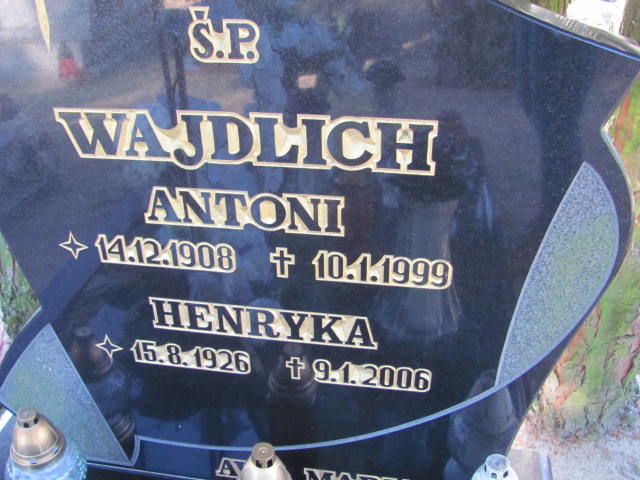 Ś.P.
WAJDLICH
ANTONI
14.12.1908 10.1.1999
HENRYKA
15.8.1926 9.1.2006